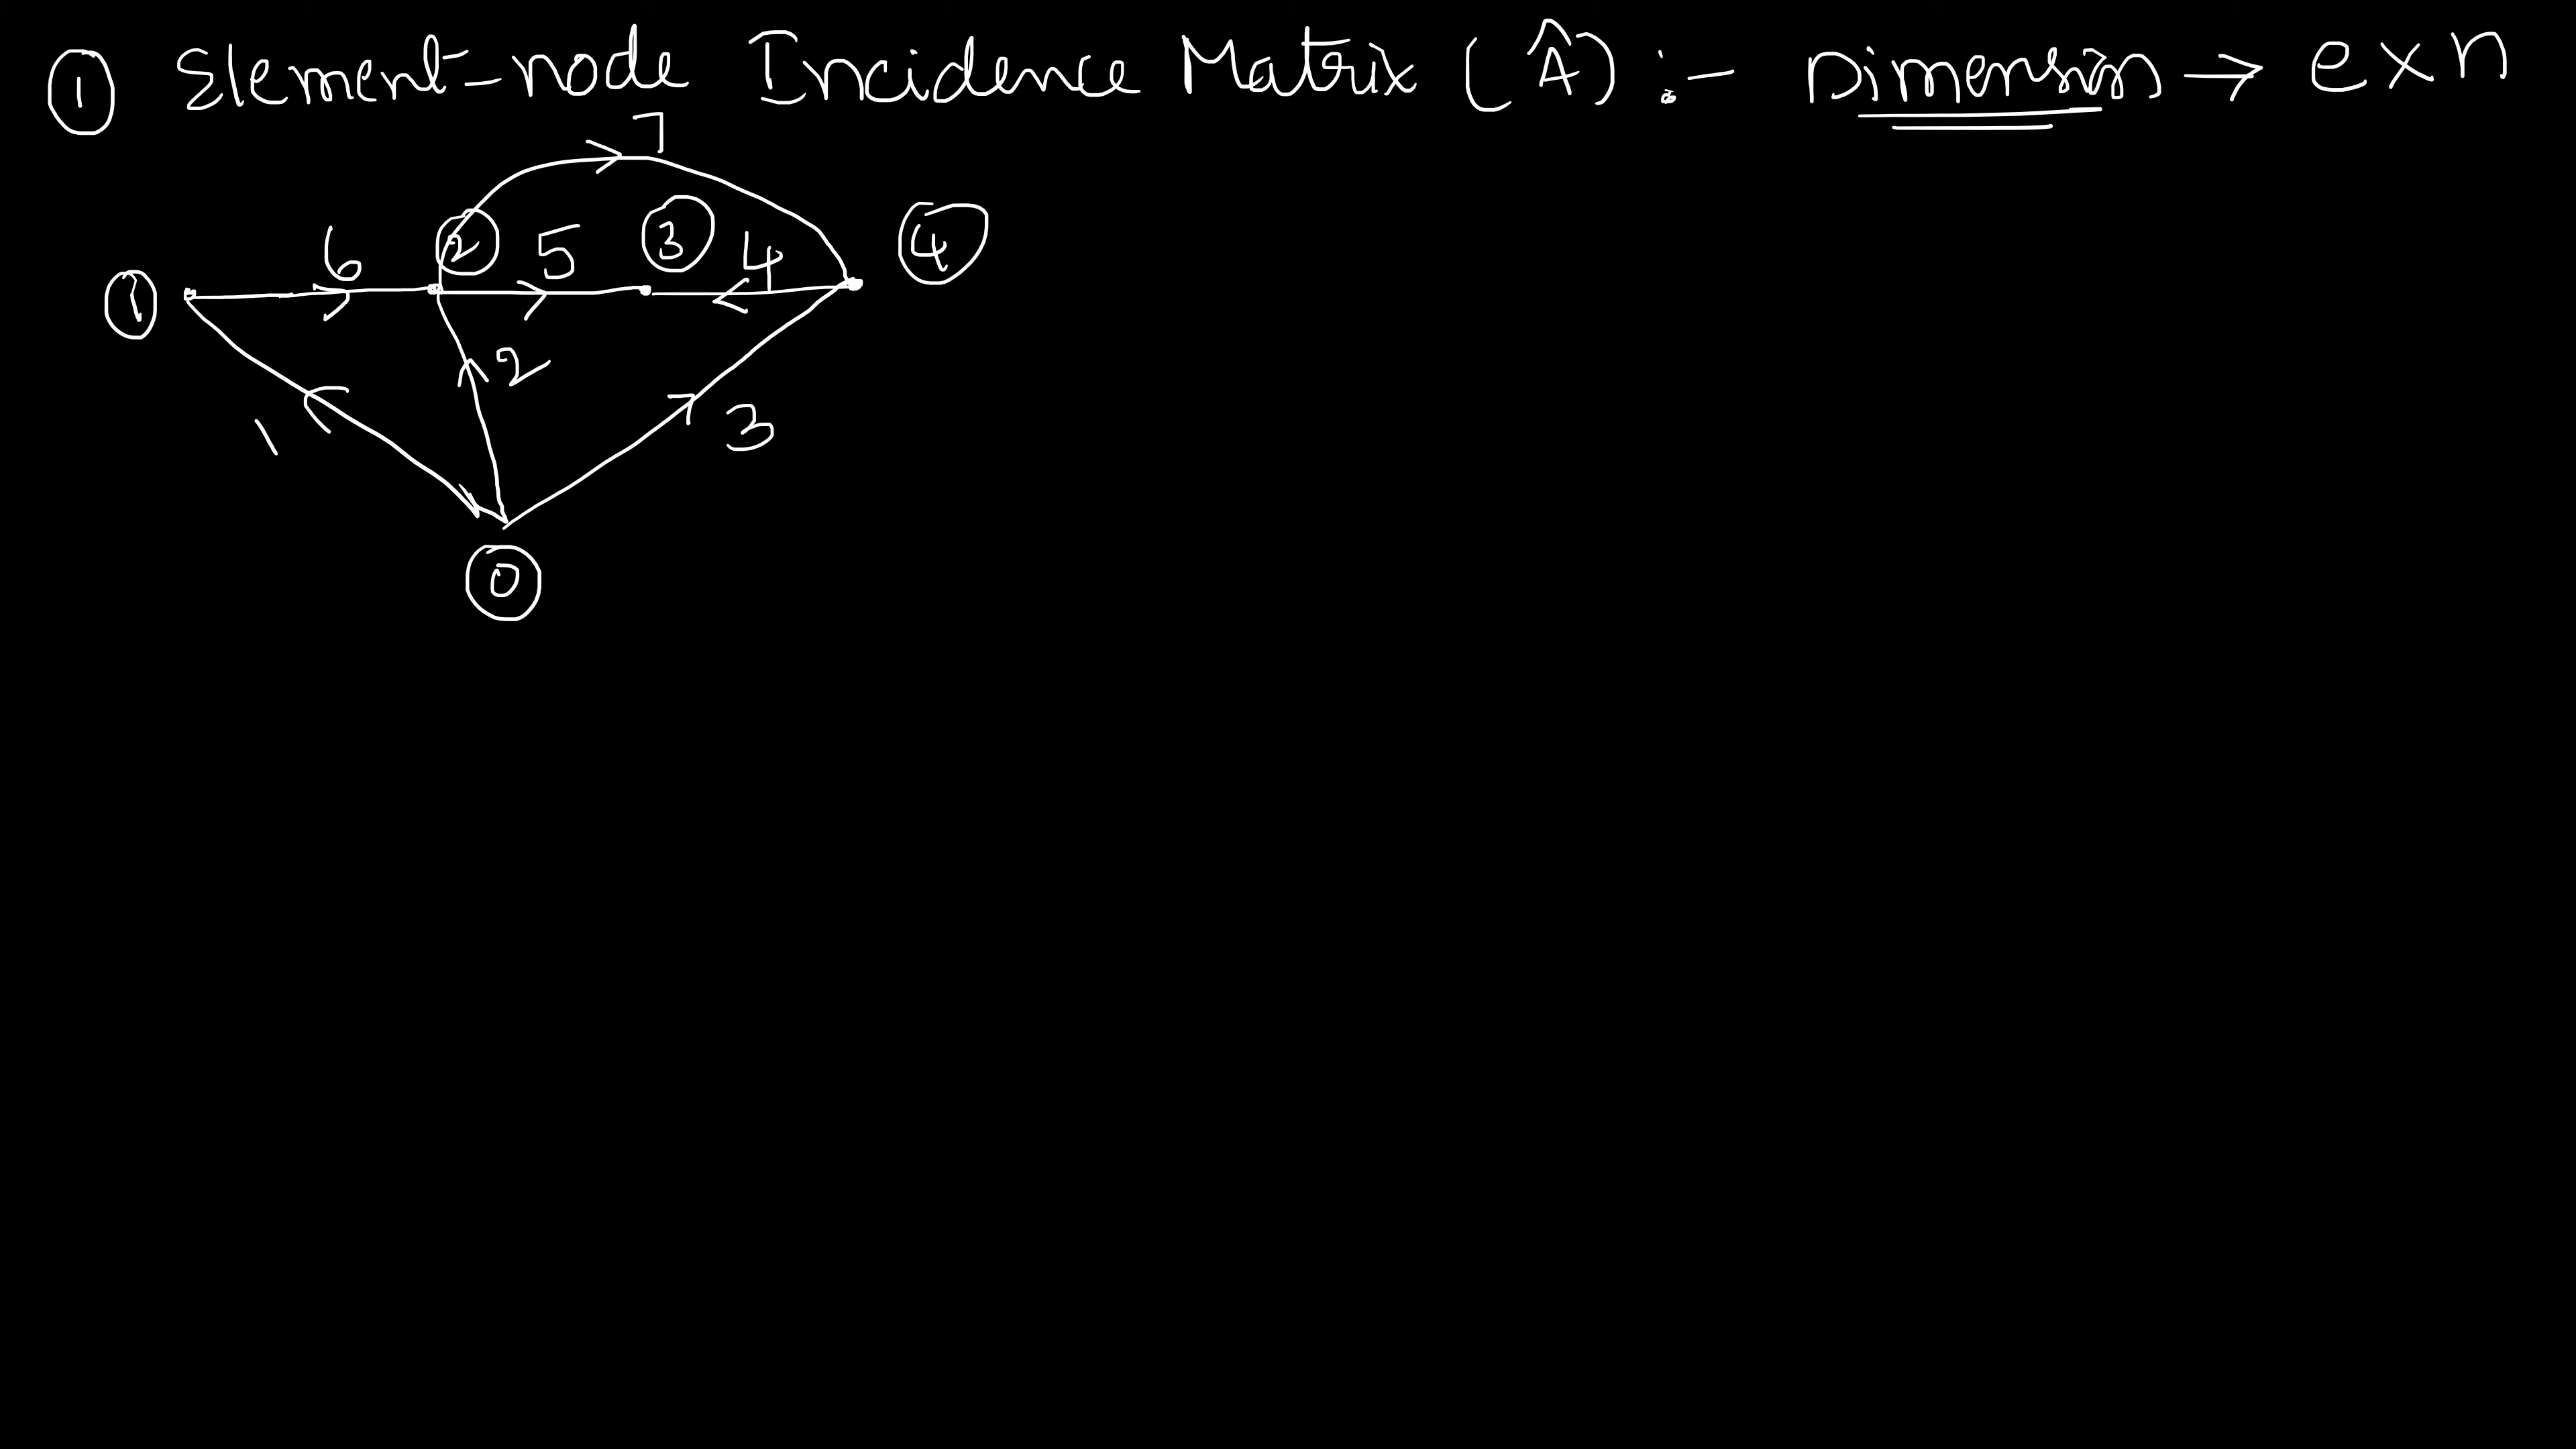 ① Element-node Incidence Matrix (Â) :- Dimension → e x n
7
② ③ ④
6 5 4
①
2
1 3
⓪